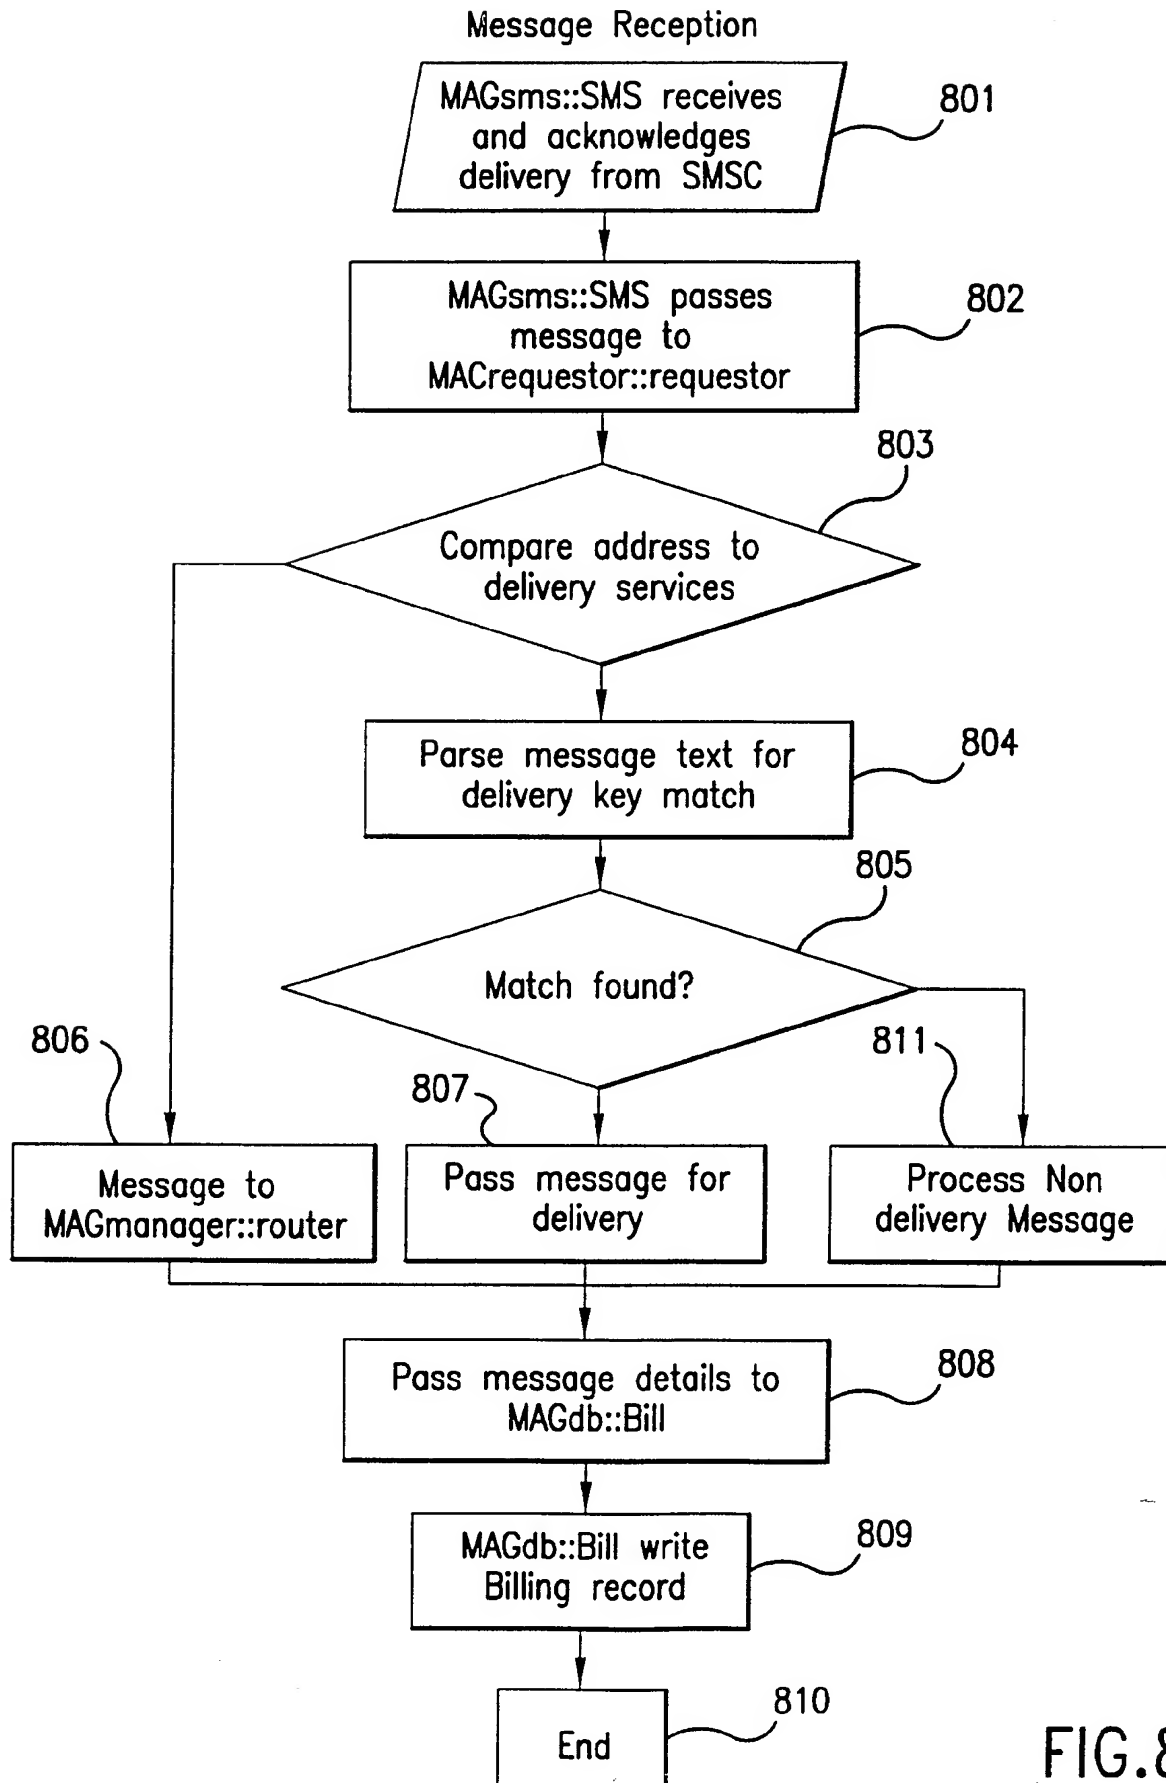 Message Reception
MAGsms::SMS receives
and acknowledges
delivery from SMSC
801
MAGsms::SMS passes
message to
MACrequestor::requestor
802
803
Compare address to
delivery services
Parse message text for
delivery key match
804
805
Match found?
806
807
811
Message to
MAGmanager::router
Pass message for
delivery
Process Non
delivery Message
Pass message details to
MAGdb::Bill
808
MAGdb::Bill write
Billing record
809
End
810
FIG.8